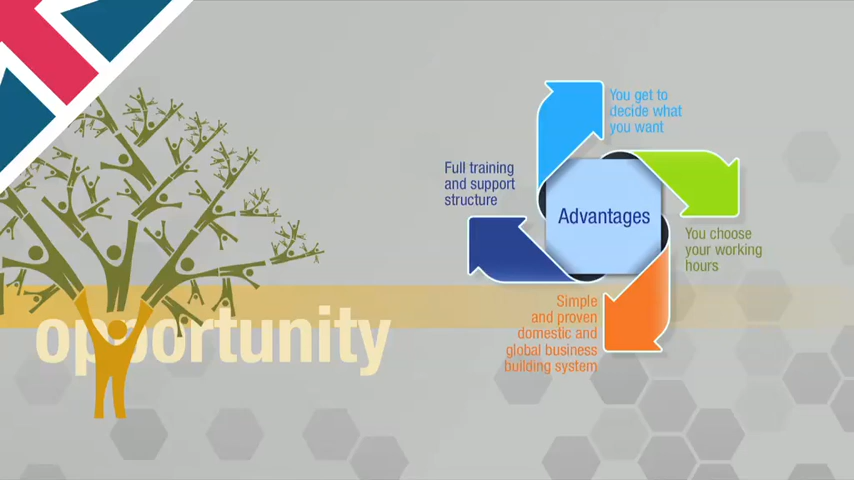 You get to
decide what
you want
Full training
and support
structure
Advantages
You choose
your working
hours
Simple
and proven
domestic and
global business
building system
opportunity